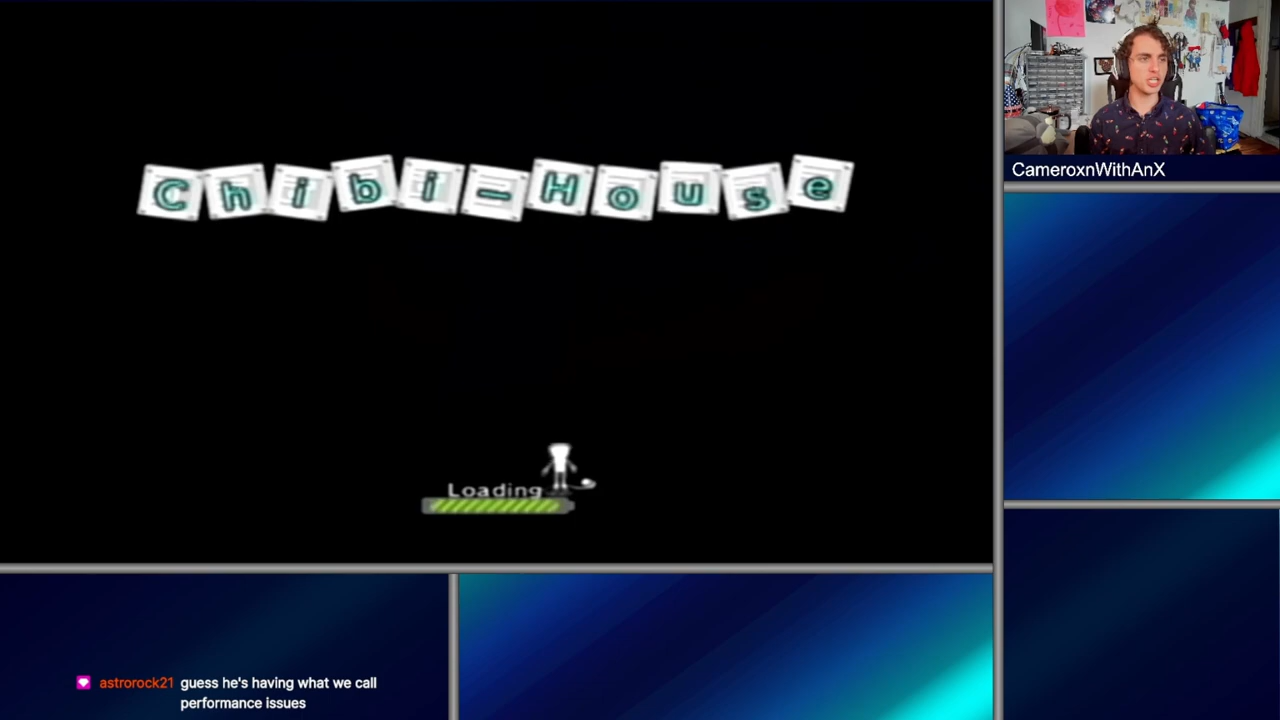 Chibi-House
Loading
CameroxnWithAnX
astrorock21 guess he's having what we call
performance issues